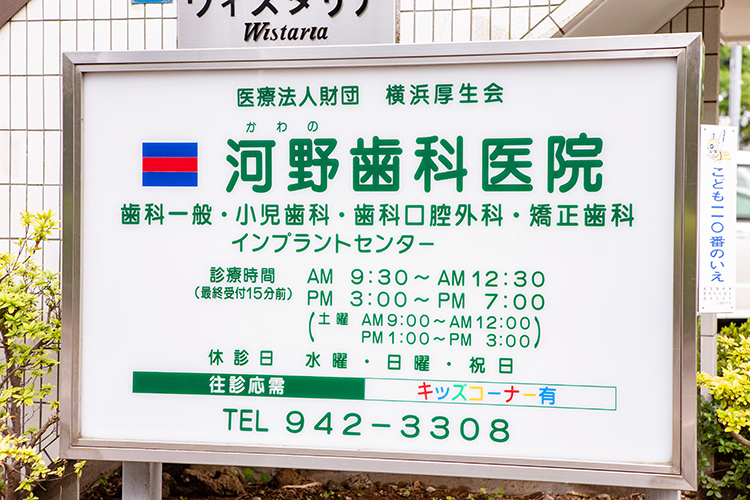 ウィスタリア
Wistaria
医療法人財団 横浜厚生会
かわの
河野歯科医院
歯科一般・小児歯科・歯科口腔外科・矯正歯科
インプラントセンター
診療時間 AM 9:30〜AM 12:30
(最終受付15分前) PM 3:00〜PM 7:00
(土曜 AM9:00〜AM12:00
PM1:00〜PM 3:00)
休診日 水曜・日曜・祝日
往診応需 キッズコーナー有
TEL 942-3308
こども一一〇番のいえ